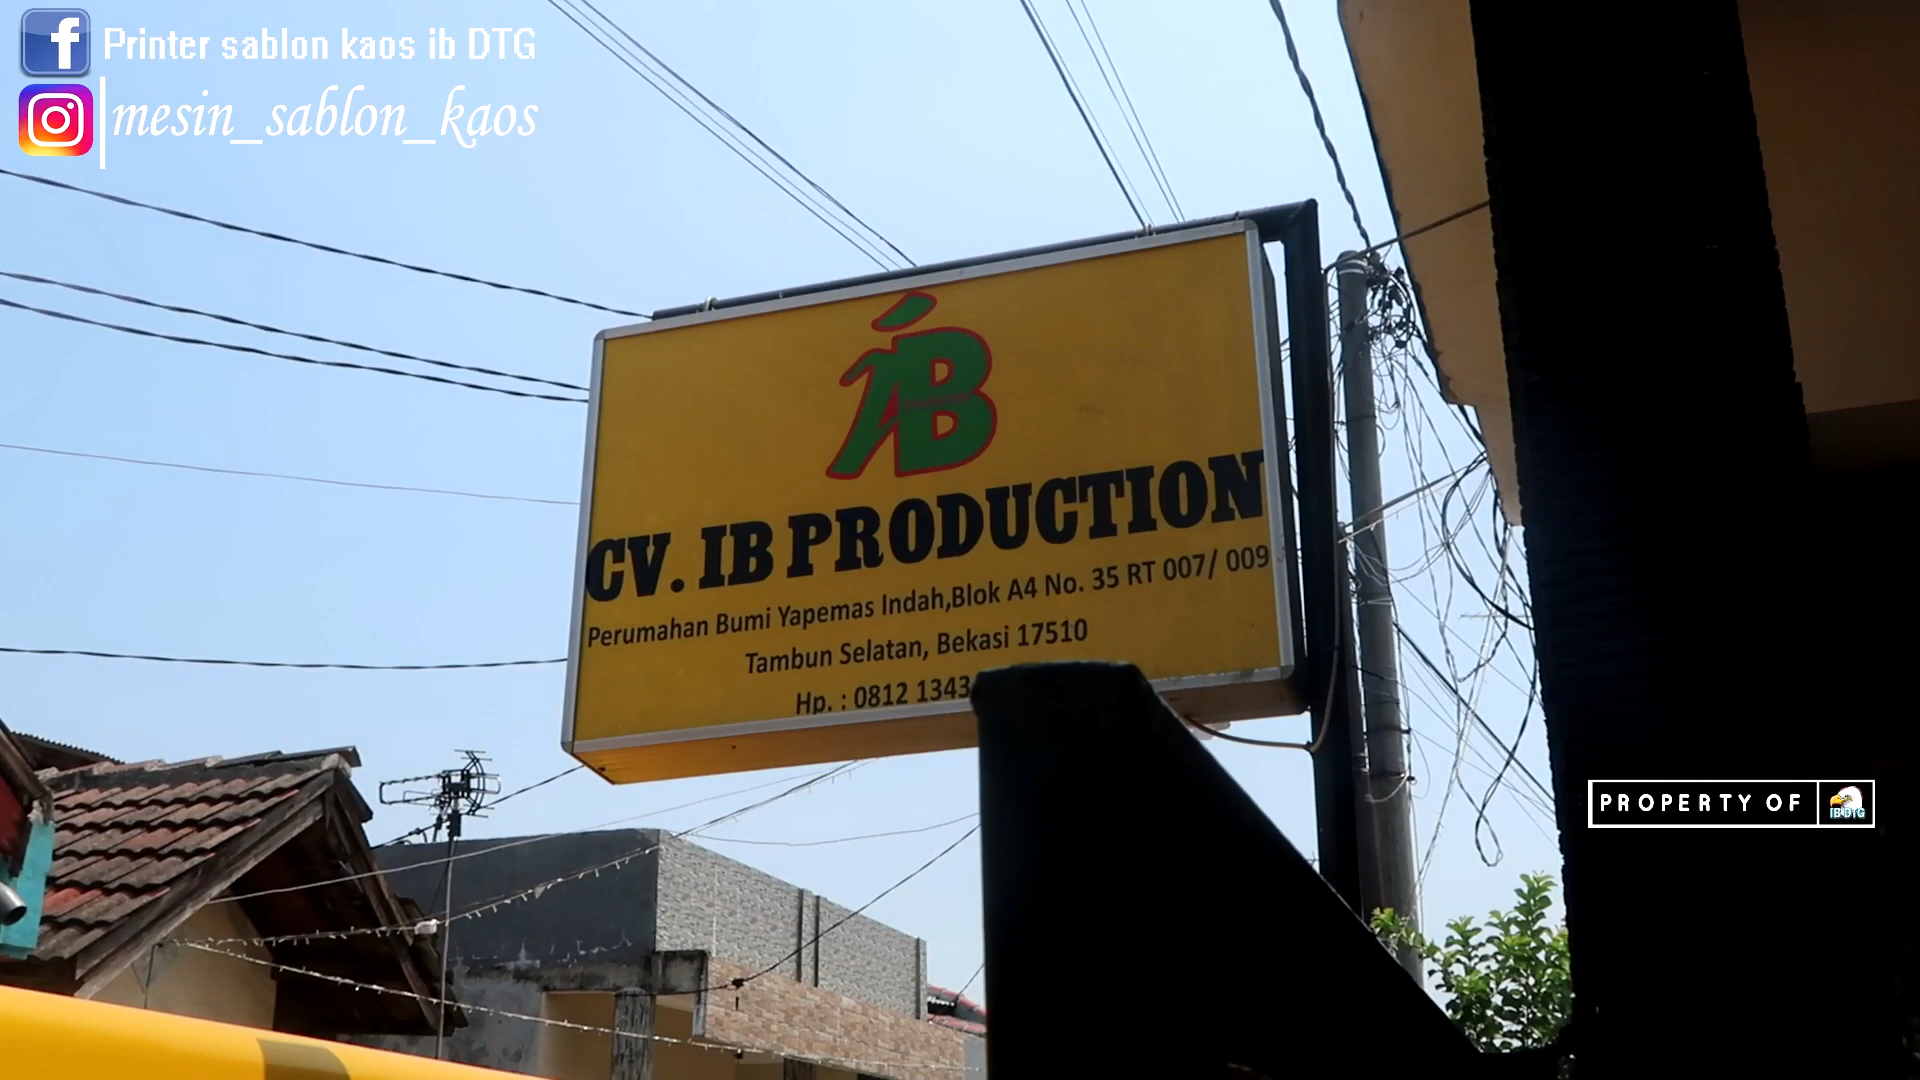 Printer sablon kaos ib DTG
mesin_sablon_kaos
iB
CV. IB PRODUCTION
Perumahan Bumi Yapemas Indah,Blok A4 No. 35 RT 007/ 009
Tambun Selatan, Bekasi 17510
Hp. : 0812 1343
PROPERTY OF
IB DTG